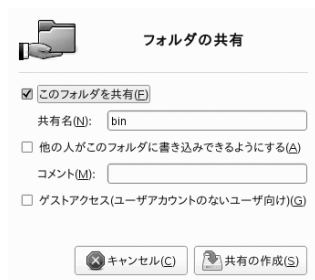 フォルダの共有
このフォルダを共有(F)
共有名(N): bin
他の人がこのフォルダに書き込みできるようにする(A)
コメント(M):
ゲストアクセス(ユーザアカウントのないユーザ向け)(G)
キャンセル(C) 共有の作成(S)